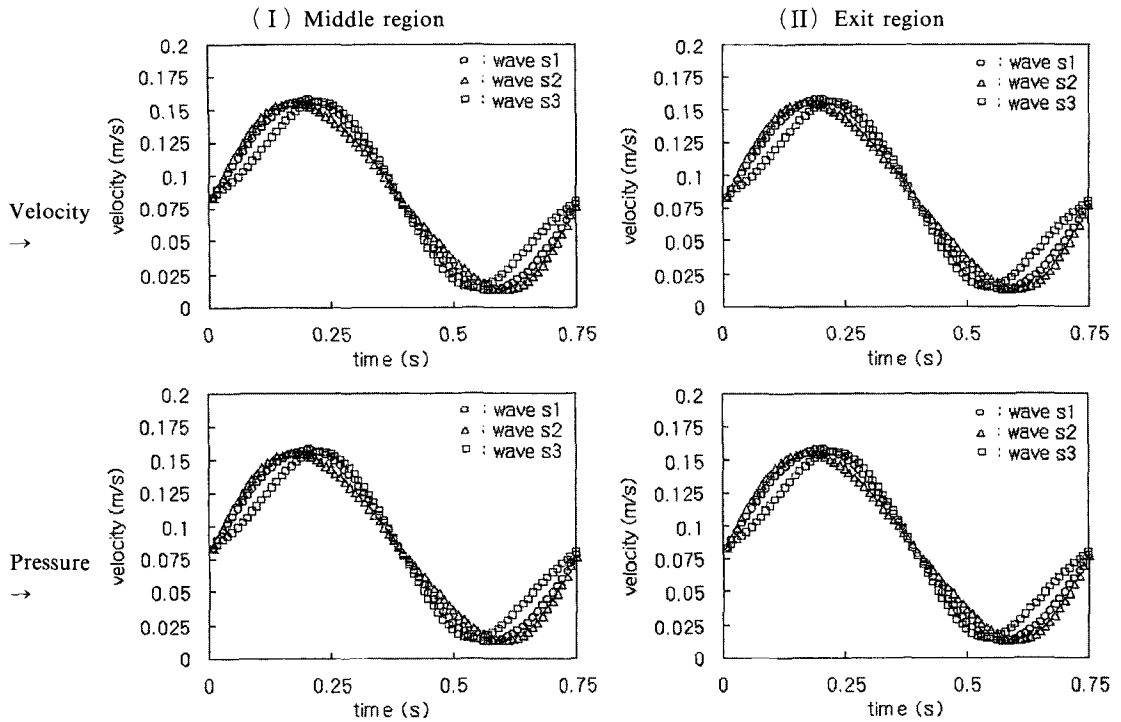 (Ⅰ) Middle region
(Ⅱ) Exit region
Velocity
→
velocity (m/s)
0.2
0.175
0.15
0.125
0.1
0.075
0.05
0.025
0
○ : wave s1
△ : wave s2
□ : wave s3
0 0.25 0.5 0.75
time (s)
velocity (m/s)
0.2
0.175
0.15
0.125
0.1
0.075
0.05
0.025
0
○ : wave s1
△ : wave s2
□ : wave s3
0 0.25 0.5 0.75
time (s)
Pressure
→
velocity (m/s)
0.2
0.175
0.15
0.125
0.1
0.075
0.05
0.025
0
○ : wave s1
△ : wave s2
□ : wave s3
0 0.25 0.5 0.75
time (s)
velocity (m/s)
0.2
0.175
0.15
0.125
0.1
0.075
0.05
0.025
0
○ : wave s1
△ : wave s2
□ : wave s3
0 0.25 0.5 0.75
time (s)